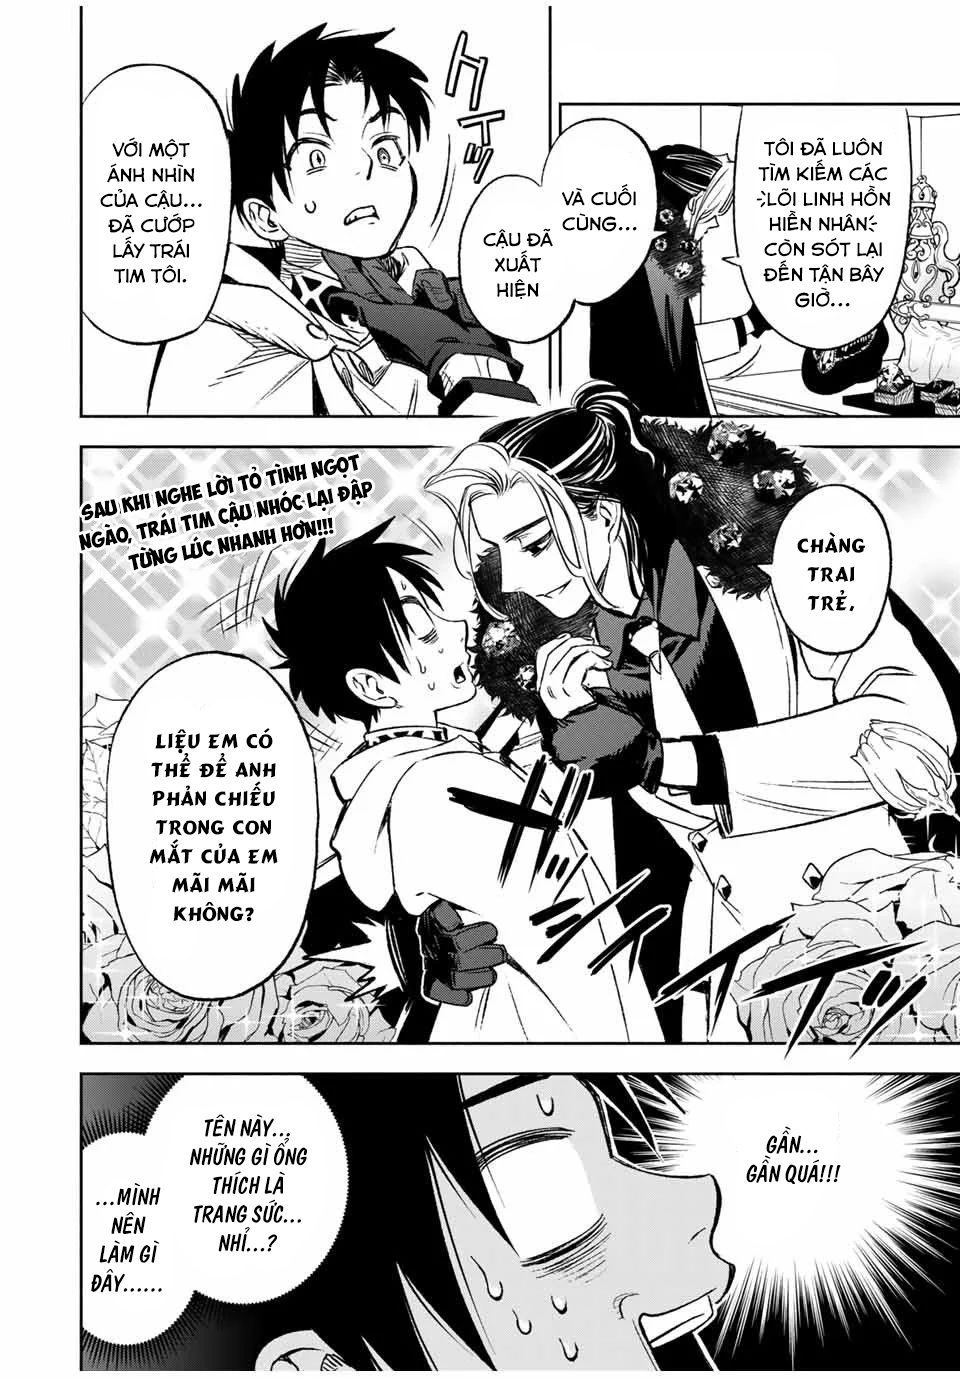 TÔI ĐÃ LUÔN
TÌM KIẾM CÁC
LÕI LINH HỒN
HIỀN NHÂN
CÒN SÓT LẠI
ĐẾN TẬN BÂY
GIỜ...
VÀ CUỐI
CÙNG...
CẬU ĐÃ
XUẤT
HIỆN
VỚI MỘT
ÁNH NHÌN
CỦA CẬU...
ĐÃ CƯỚP
LẤY TRÁI
TIM TÔI.
CHÀNG
TRAI
TRẺ,
SAU KHI NGHE LỜI TỎ TÌNH NGỌT
NGÀO, TRÁI TIM CẬU NHÓC LẠI ĐẬP
TỪNG LÚC NHANH HƠN!!!
LIỆU EM CÓ
THỂ ĐỂ ANH
PHẢN CHIẾU
TRONG CON
MẮT CỦA EM
MÃI MÃI
KHÔNG?
GẦN...
GẦN QUÁ!!!
TÊN NÀY...
NHỮNG GÌ ỔNG
THÍCH LÀ
TRANG SỨC...
NHỈ...?
...MÌNH
NÊN
LÀM GÌ
ĐÂY......